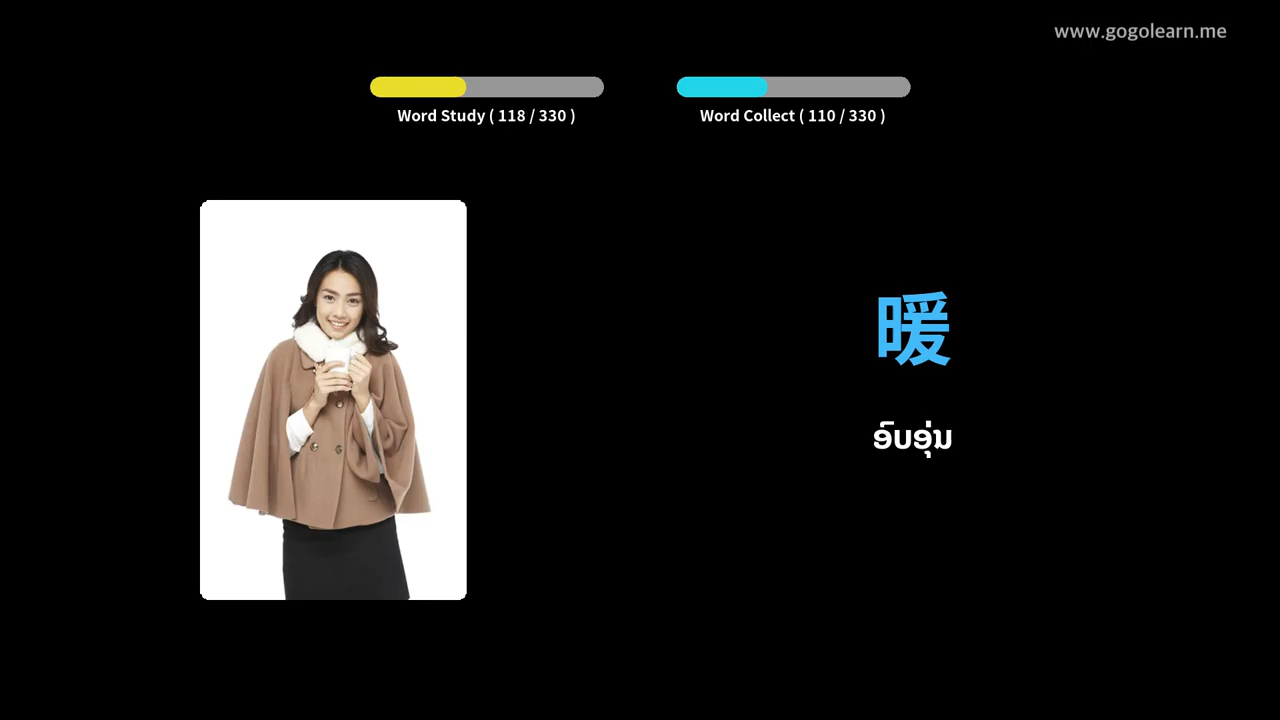 www.gogolearn.me
Word Study ( 118 / 330 )
Word Collect ( 110 / 330 )
暖
ອົບອຸ່ນ